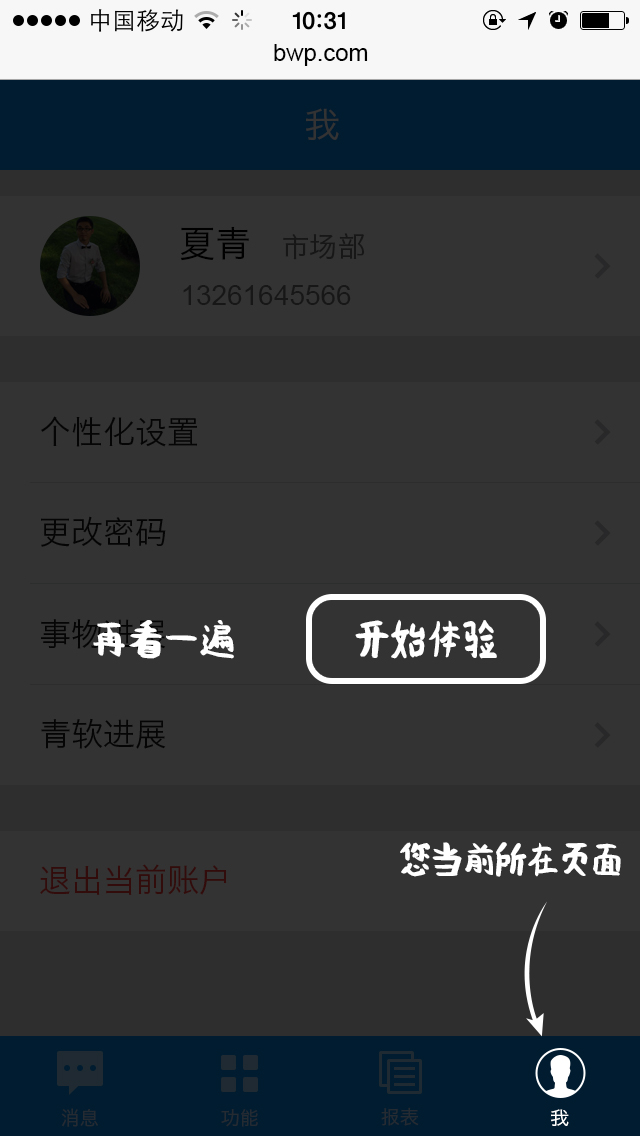 中国移动 10:31
bwp.com
我
夏青 市场部
13261645566
个性化设置
更改密码
事物进展
再看一遍 开始体验
青软进展
您当前所在页面
退出当前账户
消息 功能 报表 我